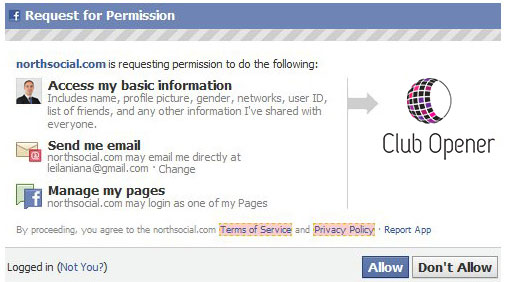 Request for Permission
northsocial.com is requesting permission to do the following:
Access my basic information
Includes name, profile picture, gender, networks, user ID,
list of friends, and any other information I've shared with
everyone.
Send me email
northsocial.com may email me directly at
leilaniana@gmail.com · Change
Manage my pages
northsocial.com may login as one of my Pages
Club Opener
By proceeding, you agree to the northsocial.com Terms of Service and Privacy Policy · Report App
Logged in (Not You?)
Allow
Don't Allow